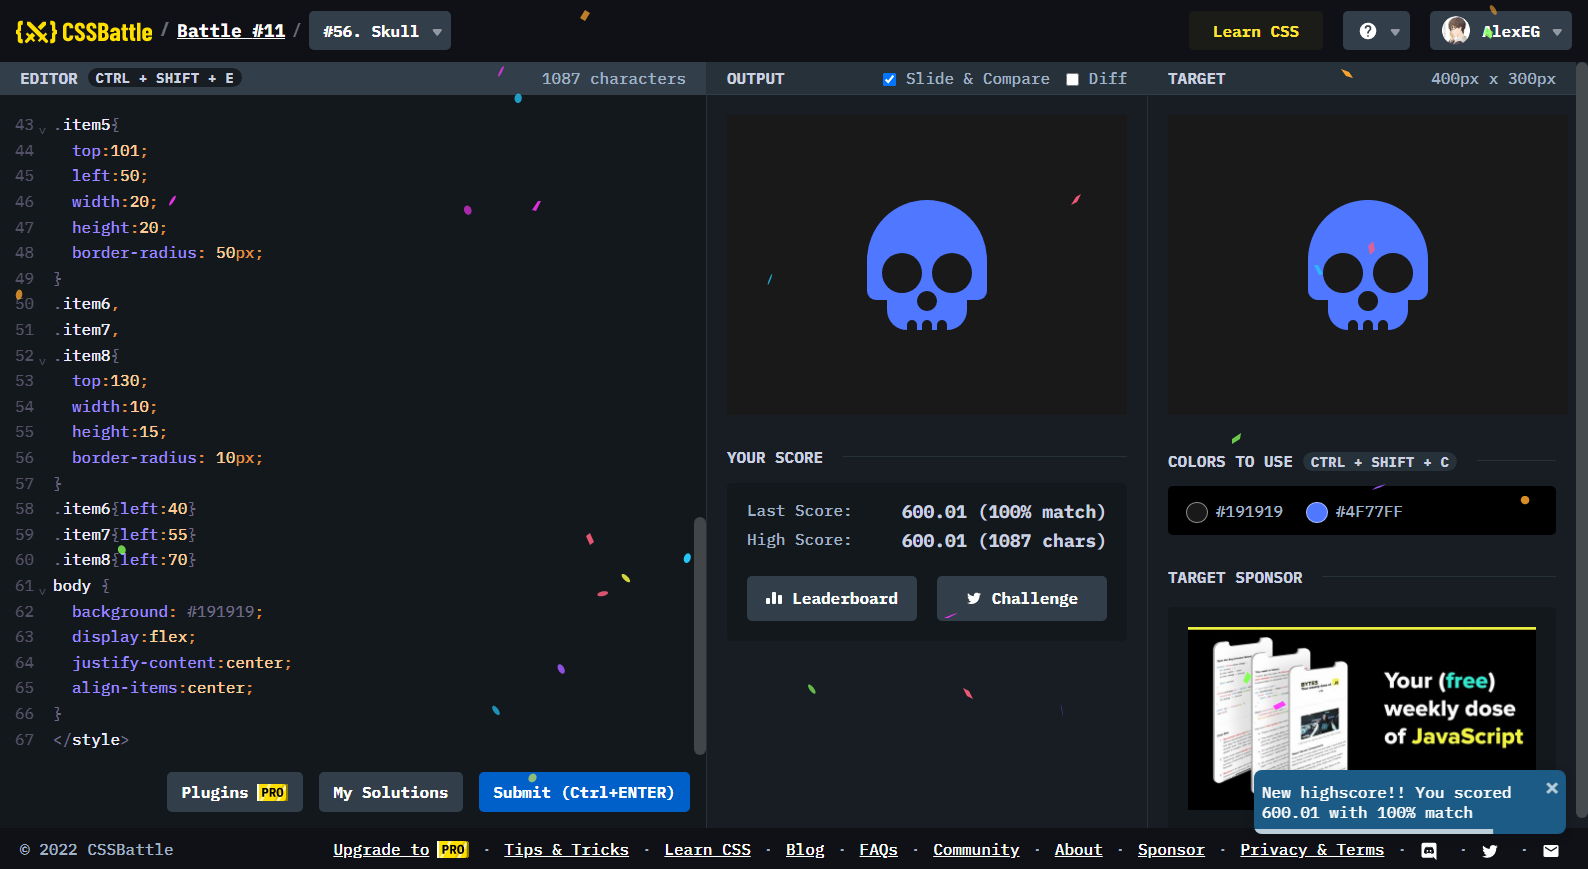 CSSBattle / Battle #11 / #56. Skull
Learn CSS
AlexEG
EDITOR CTRL + SHIFT + E 1087 characters
43 .item5{
44 top:101;
45 left:50;
46 width:20;
47 height:20;
48 border-radius: 50px;
49 }
50 .item6,
51 .item7,
52 .item8{
53 top:130;
54 width:10;
55 height:15;
56 border-radius: 10px;
57 }
58 .item6{left:40}
59 .item7{left:55}
60 .item8{left:70}
61 body {
62 background: #191919;
63 display:flex;
64 justify-content:center;
65 align-items:center;
66 }
67 </style>
Plugins PRO
My Solutions
Submit (Ctrl+ENTER)
OUTPUT Slide & Compare Diff
YOUR SCORE
Last Score: 600.01 (100% match)
High Score: 600.01 (1087 chars)
Leaderboard
Challenge
TARGET 400px x 300px
COLORS TO USE CTRL + SHIFT + C
#191919 #4F77FF
TARGET SPONSOR
BYTES
Your (free)
weekly dose
of JavaScript
New highscore!! You scored
600.01 with 100% match
© 2022 CSSBattle
Upgrade to PRO · Tips & Tricks · Learn CSS · Blog · FAQs · Community · About · Sponsor · Privacy & Terms · · ·